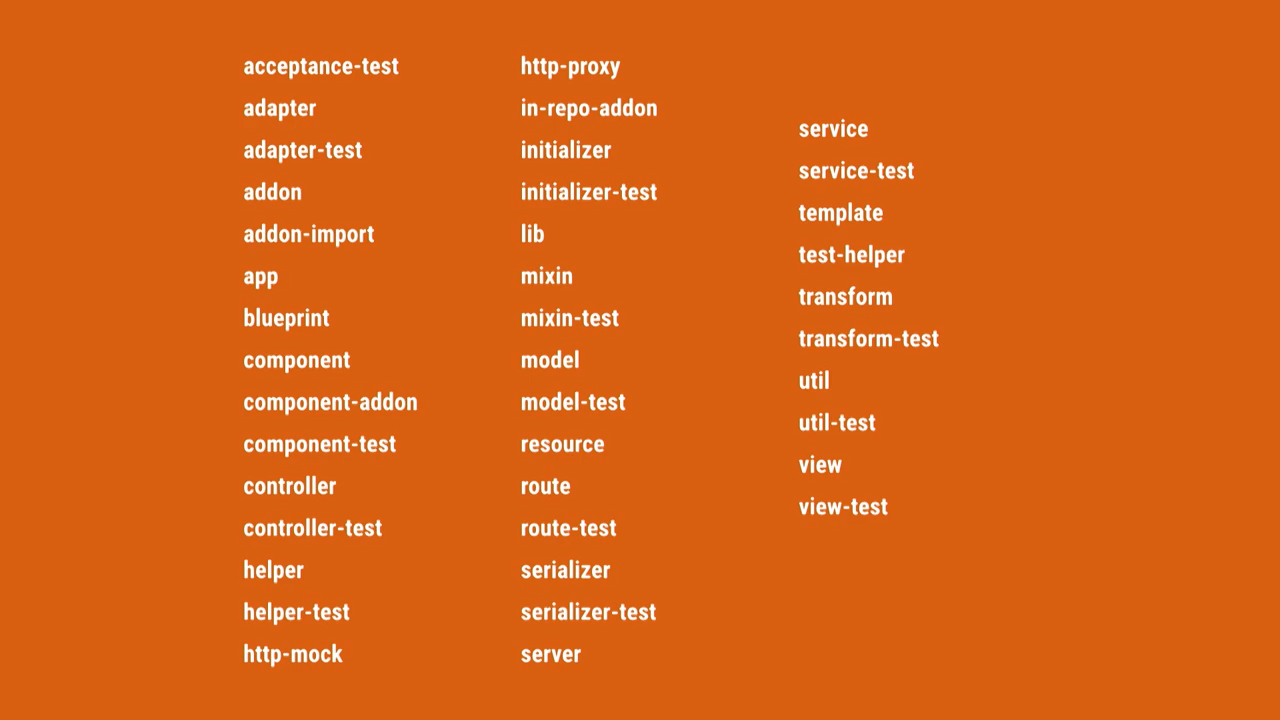 acceptance-test
adapter
adapter-test
addon
addon-import
app
blueprint
component
component-addon
component-test
controller
controller-test
helper
helper-test
http-mock
http-proxy
in-repo-addon
initializer
initializer-test
lib
mixin
mixin-test
model
model-test
resource
route
route-test
serializer
serializer-test
server
service
service-test
template
test-helper
transform
transform-test
util
util-test
view
view-test